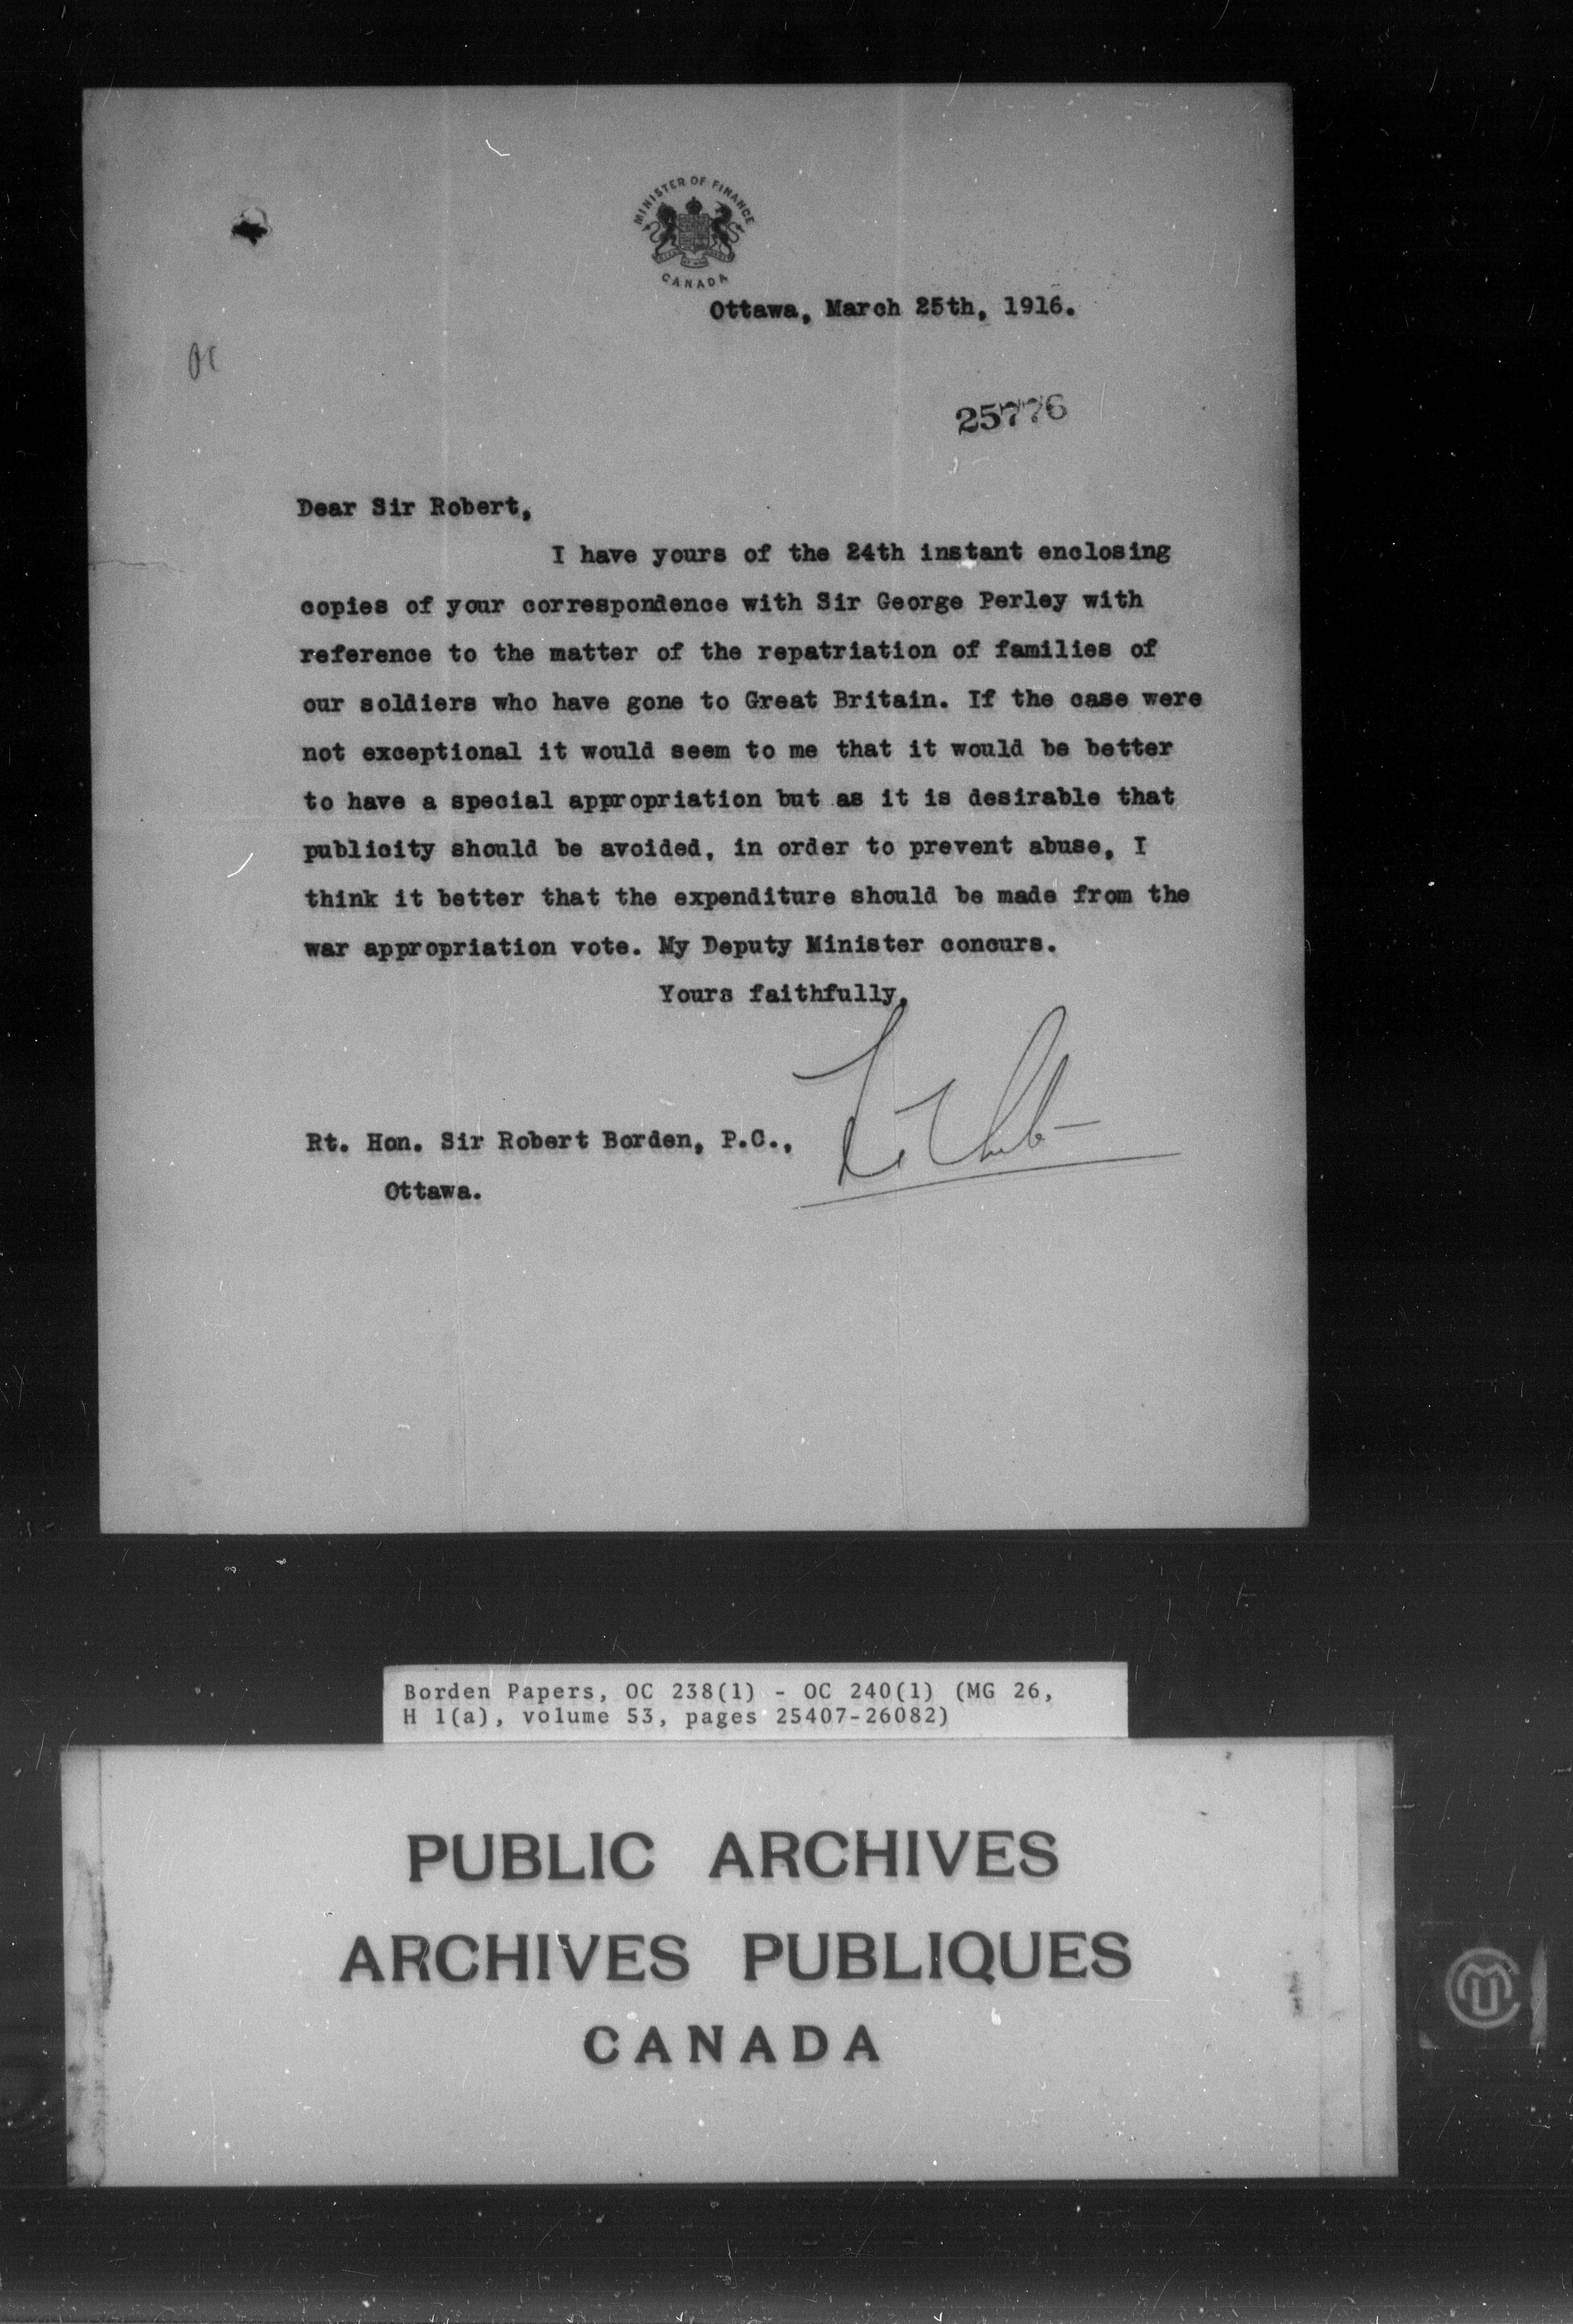 MINISTER OF FINANCE
CANADA
Ottawa, March 25th, 1916.
25776
Dear Sir Robert,
I have yours of the 24th instant enclosing
copies of your correspondence with Sir George Perley with
reference to the matter of the repatriation of families of
our soldiers who have gone to Great Britain. If the case were
not exceptional it would seem to me that it would be better
to have a special appropriation but as it is desirable that
publicity should be avoided, in order to prevent abuse, I
think it better that the expenditure should be made from the
war appropriation vote. My Deputy Minister concurs.
Yours faithfully,
Rt. Hon. Sir Robert Borden, P.C.,
Ottawa.
Borden Papers, OC 238(1) - OC 240(1) (MG 26,
H 1(a), volume 53, pages 25407-26082)
PUBLIC ARCHIVES
ARCHIVES PUBLIQUES
CANADA